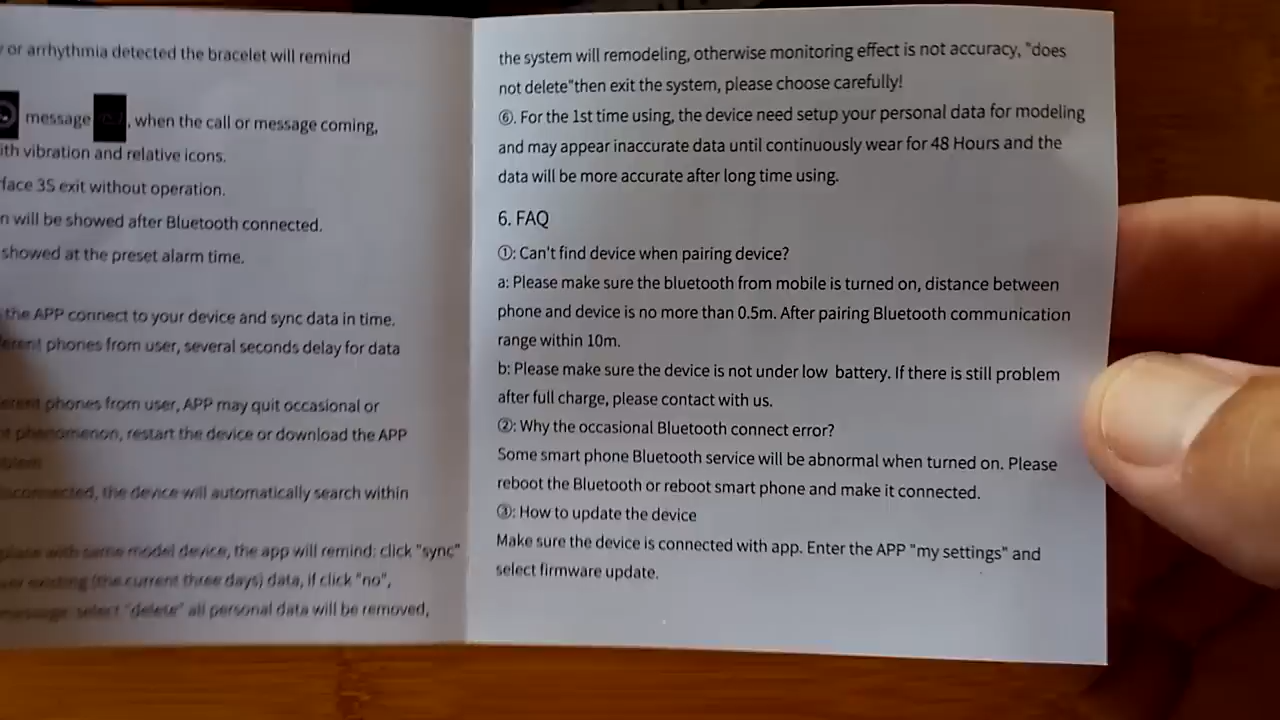 or arrhythmia detected the bracelet will remind
message , when the call or message coming,
ith vibration and relative icons.
face 3S exit without operation.
n will be showed after Bluetooth connected.
showed at the preset alarm time.
the APP connect to your device and sync data in time.
erent phones from user, several seconds delay for data
erent phones from user, APP may quit occasional or
phenomenon, restart the device or download the APP
the device will automatically search within
with same model device, the app will remind: click "sync"
existing (the current three days) data, if click "no",
message: select "delete" all personal data will be removed,
the system will remodeling, otherwise monitoring effect is not accuracy, "does
not delete"then exit the system, please choose carefully!
⑥. For the 1st time using, the device need setup your personal data for modeling
and may appear inaccurate data until continuously wear for 48 Hours and the
data will be more accurate after long time using.
6. FAQ
①: Can't find device when pairing device?
a: Please make sure the bluetooth from mobile is turned on, distance between
phone and device is no more than 0.5m. After pairing Bluetooth communication
range within 10m.
b: Please make sure the device is not under low battery. If there is still problem
after full charge, please contact with us.
②: Why the occasional Bluetooth connect error?
Some smart phone Bluetooth service will be abnormal when turned on. Please
reboot the Bluetooth or reboot smart phone and make it connected.
③: How to update the device
Make sure the device is connected with app. Enter the APP "my settings" and
select firmware update.